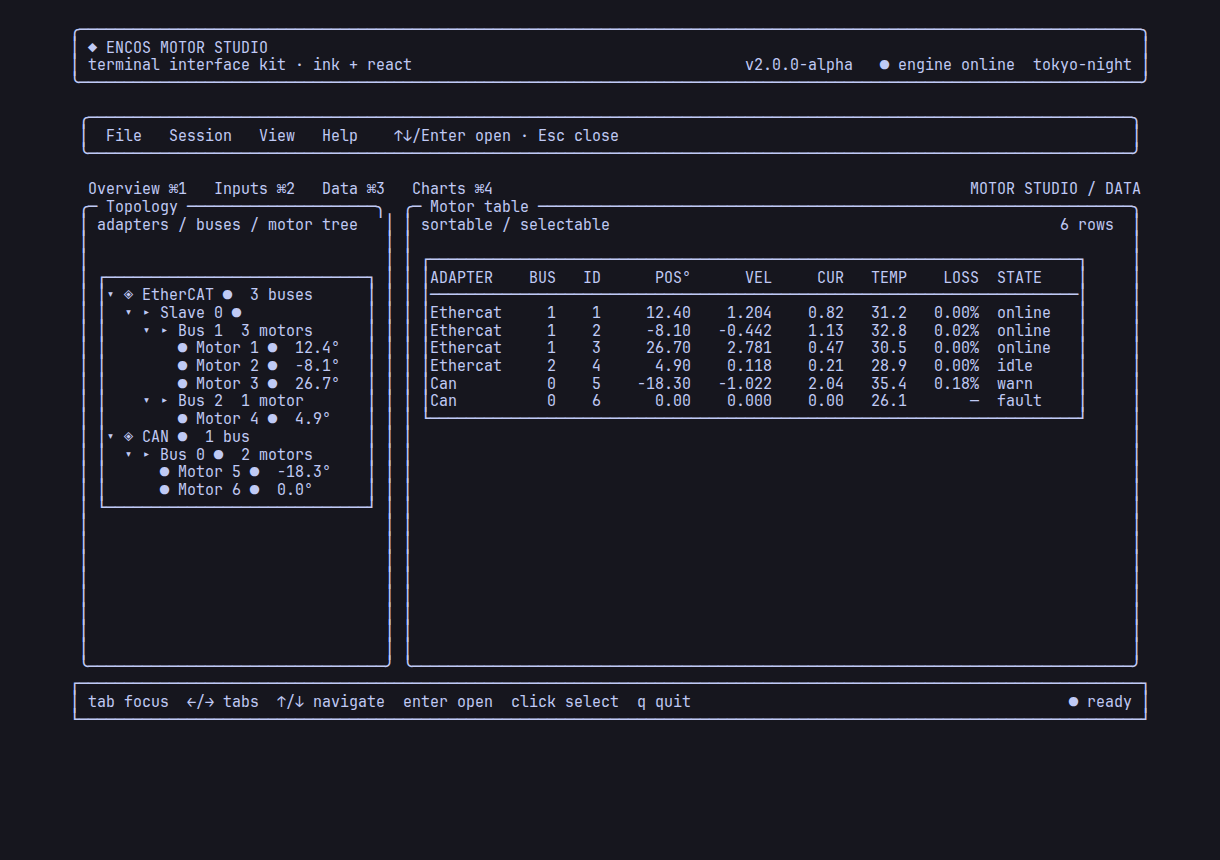 ◆ ENCOS MOTOR STUDIO
terminal interface kit · ink + react    v2.0.0-alpha   ● engine online  tokyo-night
File   Session   View   Help    ↑↓/Enter open · Esc close
Overview ⌘1   Inputs ⌘2   Data ⌘3   Charts ⌘4    MOTOR STUDIO / DATA
Topology
adapters / buses / motor tree
▾ ◈ EtherCAT ●  3 buses
▾ ▸ Slave 0 ●
▾ ▸ Bus 1  3 motors
● Motor 1 ●  12.4°
● Motor 2 ●  -8.1°
● Motor 3 ●  26.7°
▾ ▸ Bus 2  1 motor
● Motor 4 ●  4.9°
▾ ◈ CAN ●  1 bus
▾ ▸ Bus 0 ●  2 motors
● Motor 5 ●  -18.3°
● Motor 6 ●  0.0°
Motor table
sortable / selectable    6 rows
ADAPTER    BUS   ID      POS°      VEL     CUR   TEMP    LOSS  STATE
Ethercat     1    1     12.40    1.204    0.82   31.2   0.00%  online
Ethercat     1    2     -8.10   -0.442    1.13   32.8   0.02%  online
Ethercat     1    3     26.70    2.781    0.47   30.5   0.00%  online
Ethercat     2    4      4.90    0.118    0.21   28.9   0.00%  idle
Can          0    5    -18.30   -1.022    2.04   35.4   0.18%  warn
Can          0    6      0.00    0.000    0.00   26.1       —  fault
tab focus  ←/→ tabs  ↑/↓ navigate  enter open  click select  q quit    ● ready